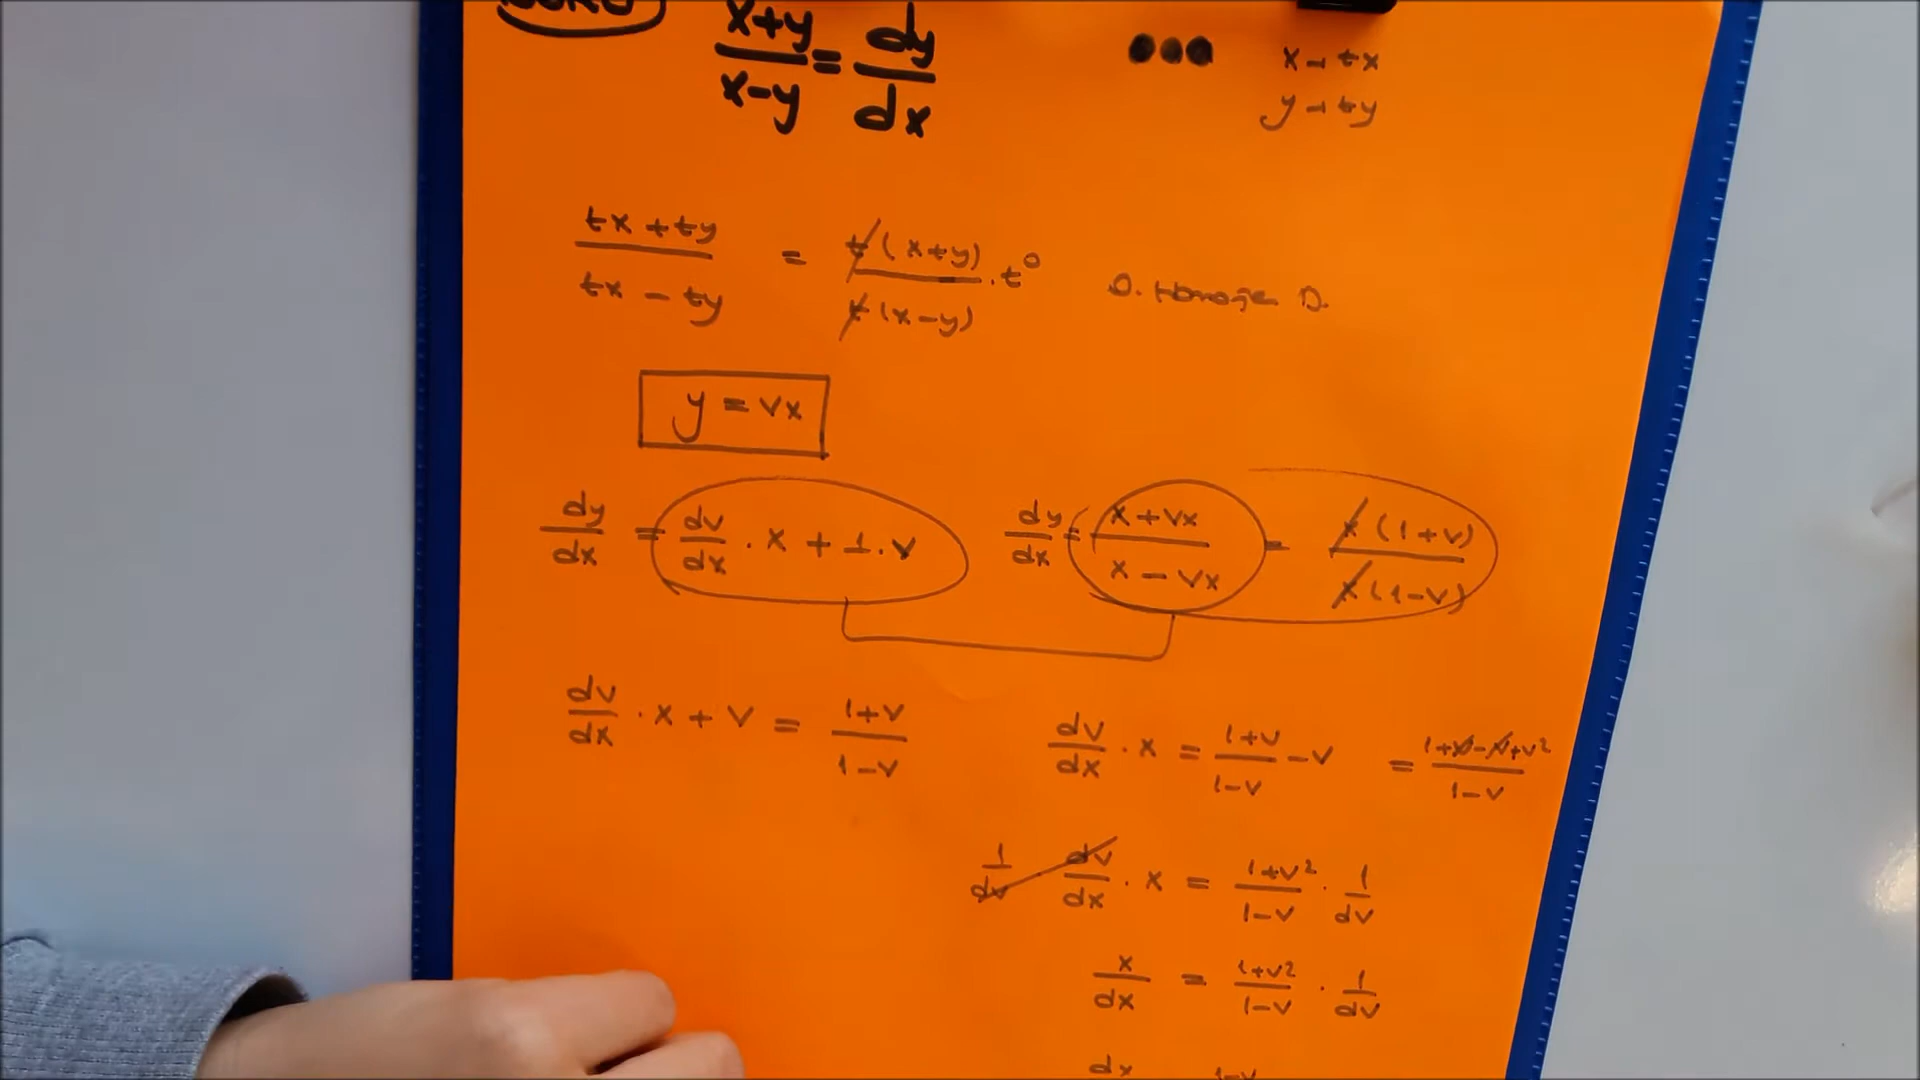 x+y/x-y = dy/dx
x → tx
y → ty
tx + ty/tx - ty = t(x+y)/t(x-y) . t⁰
y = vx
dy/dx = dv/dx . x + 1.v
dy/dx = x+vx/x-vx = x(1+v)/x(1-v)
dv/dx . x + v = 1+v/1-v
dv/dx . x = 1+v/1-v - v = 1+v-v+v²/1-v
1/dv . dv/dx . x = 1+v²/1-v . 1/dv
x/dx = 1+v²/1-v . 1/dv
dx 1-v